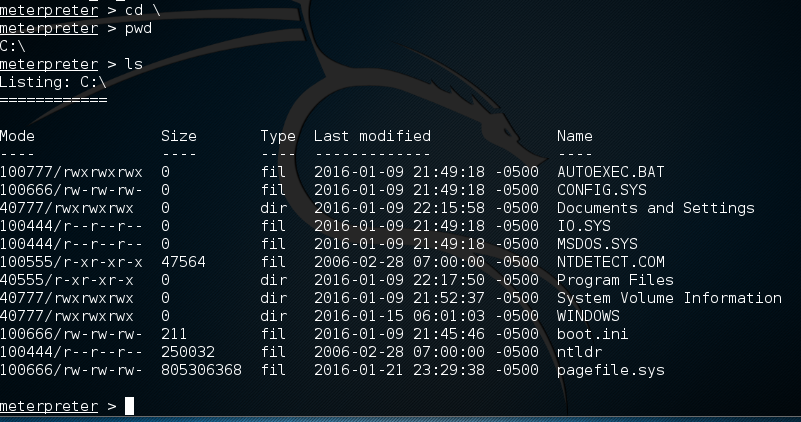 meterpreter > cd \
meterpreter > pwd
C:\
meterpreter > ls
Listing: C:\
============
Mode Size Type Last modified Name
---- ---- ---- ------------- ----
100777/rwxrwxrwx 0 fil 2016-01-09 21:49:18 -0500 AUTOEXEC.BAT
100666/rw-rw-rw- 0 fil 2016-01-09 21:49:18 -0500 CONFIG.SYS
40777/rwxrwxrwx 0 dir 2016-01-09 22:15:58 -0500 Documents and Settings
100444/r--r--r-- 0 fil 2016-01-09 21:49:18 -0500 IO.SYS
100444/r--r--r-- 0 fil 2016-01-09 21:49:18 -0500 MSDOS.SYS
100555/r-xr-xr-x 47564 fil 2006-02-28 07:00:00 -0500 NTDETECT.COM
40555/r-xr-xr-x 0 dir 2016-01-09 22:17:50 -0500 Program Files
40777/rwxrwxrwx 0 dir 2016-01-09 21:52:37 -0500 System Volume Information
40777/rwxrwxrwx 0 dir 2016-01-15 06:01:03 -0500 WINDOWS
100666/rw-rw-rw- 211 fil 2016-01-09 21:45:46 -0500 boot.ini
100444/r--r--r-- 250032 fil 2006-02-28 07:00:00 -0500 ntldr
100666/rw-rw-rw- 805306368 fil 2016-01-21 23:29:38 -0500 pagefile.sys
meterpreter >